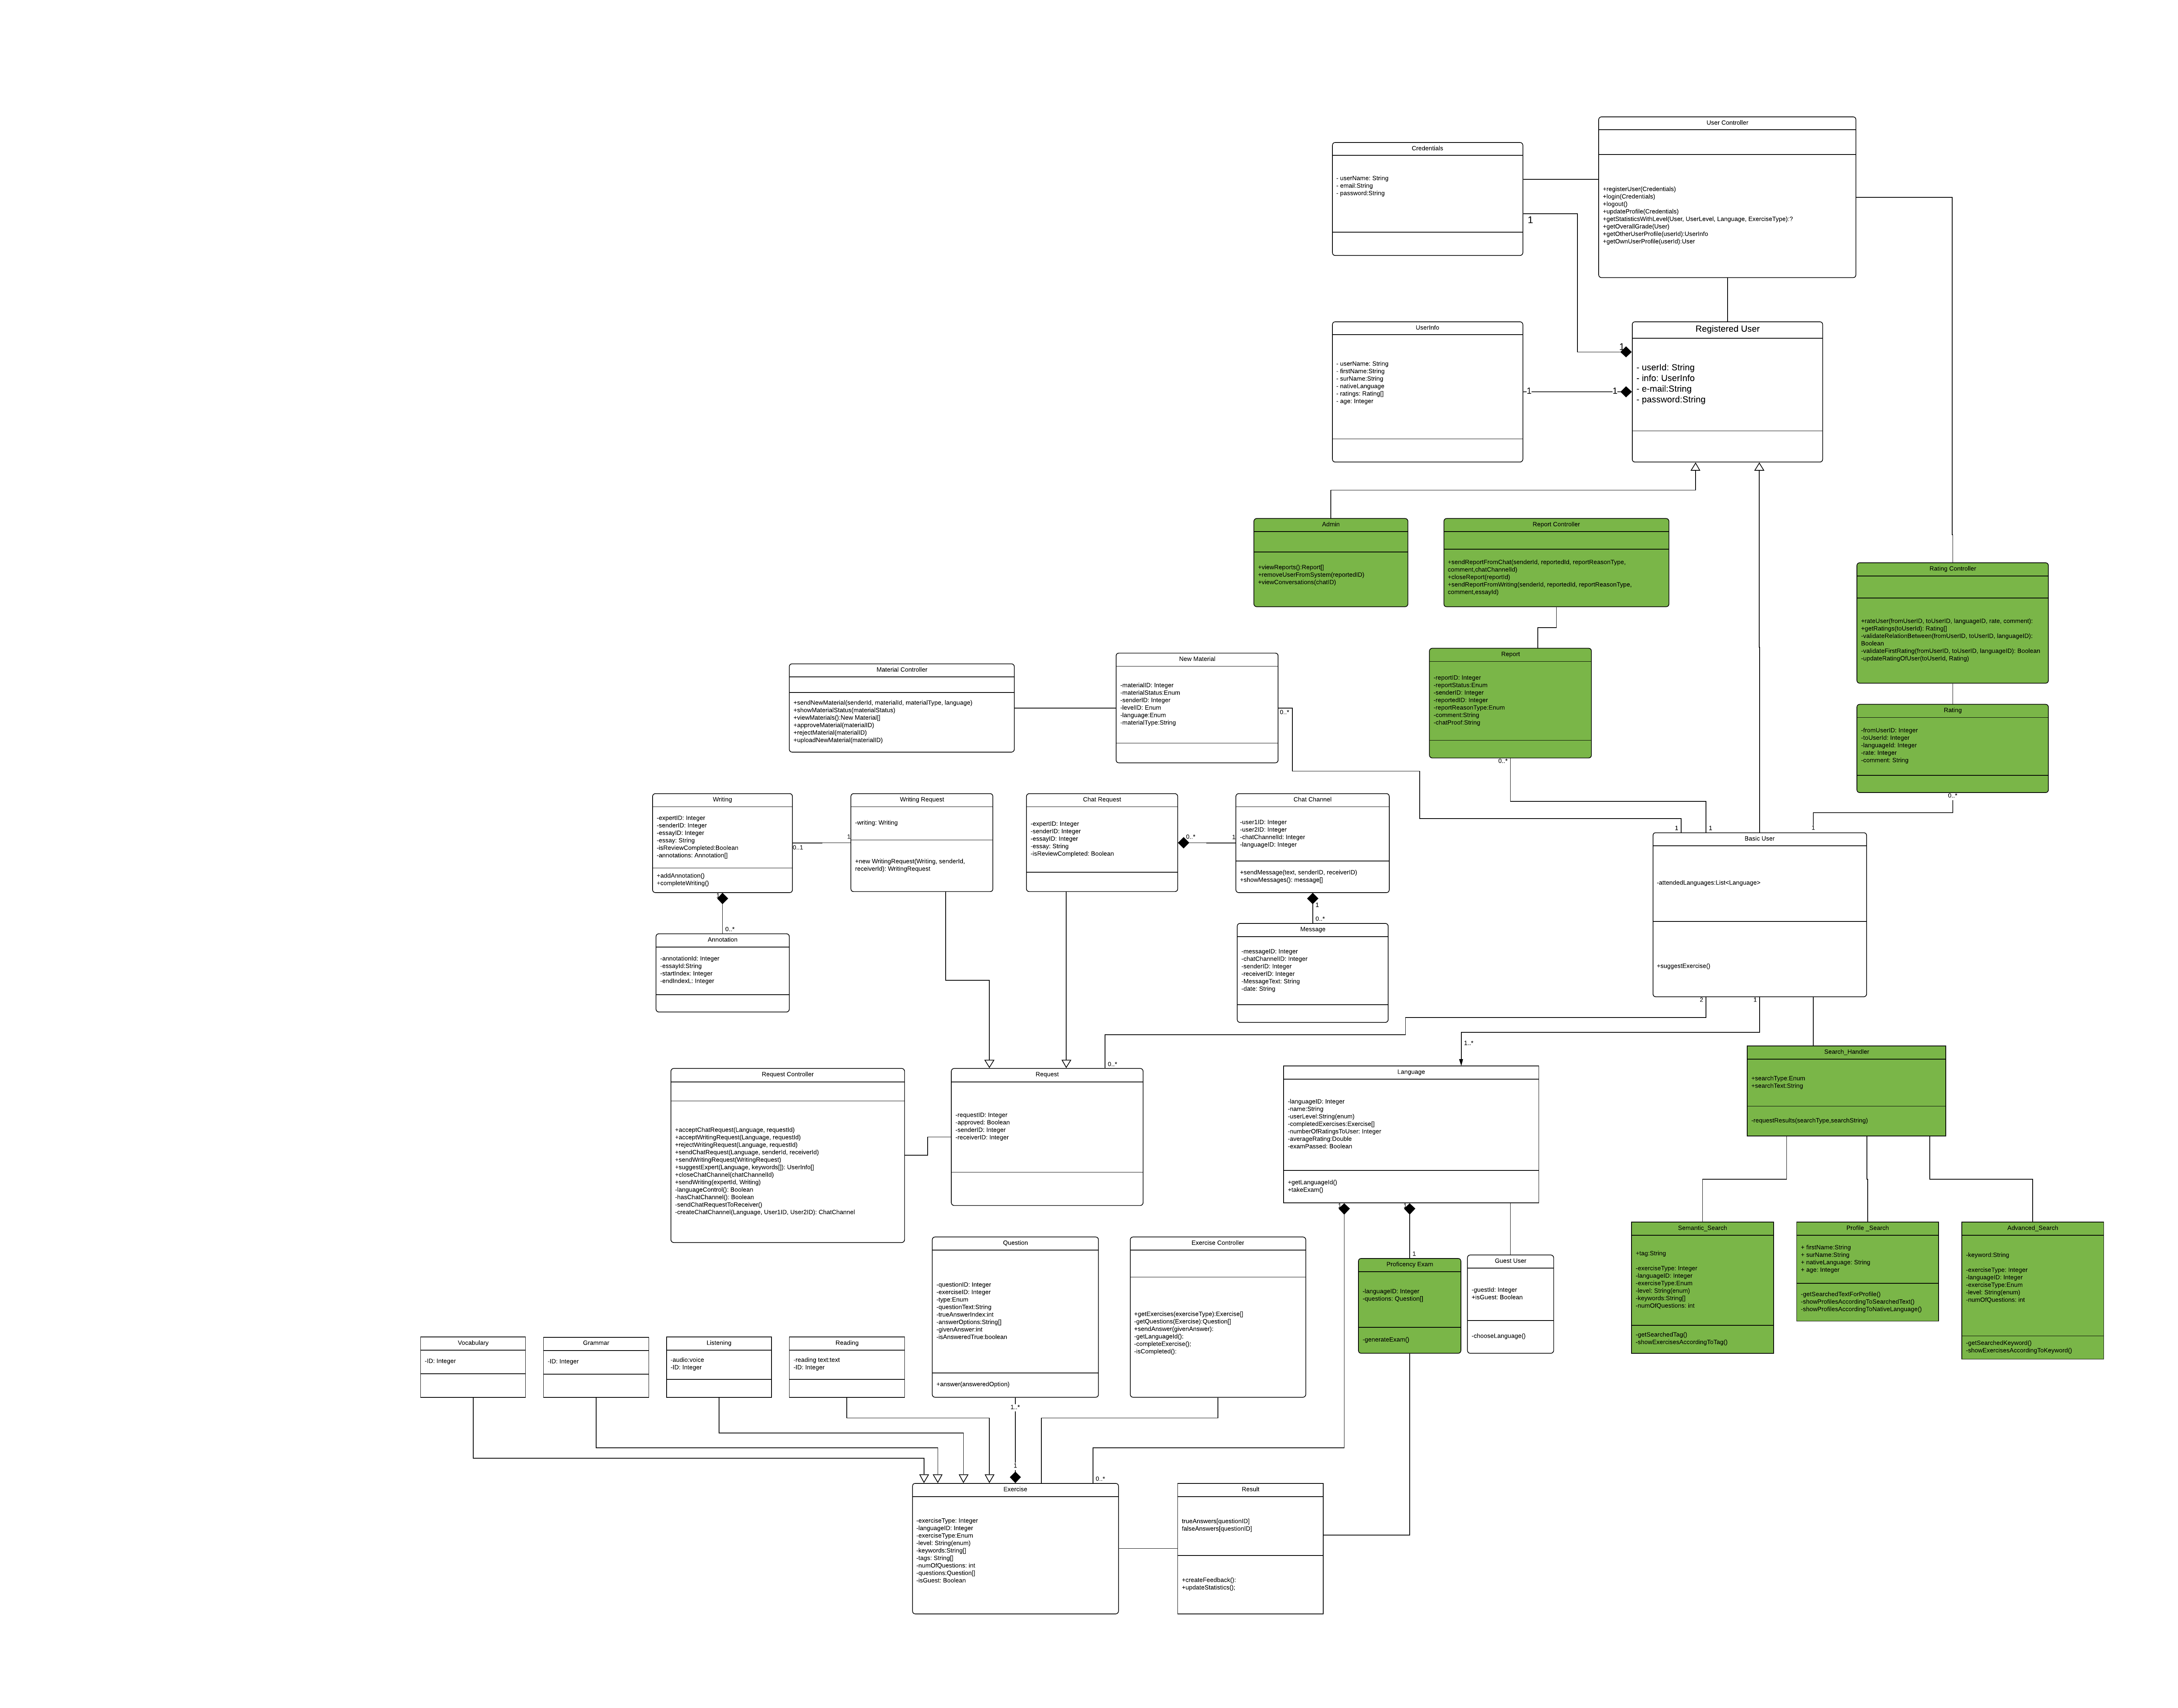 User Controller
+registerUser(Credentials)
+login(Credentials)
+logout()
+updateProfile(Credentials)
+getStatisticsWithLevel(User, UserLevel, Language, ExerciseType):?
+getOverallGrade(User)
+getOtherUserProfile(userId):UserInfo
+getOwnUserProfile(userId):User
Credentials
- userName: String
- email:String
- password:String
1
1
UserInfo
- userName: String
- firstName:String
- surName:String
- nativeLanguage
- ratings: Rating[]
- age: Integer
1
1
Registered User
- userId: String
- info: UserInfo
- e-mail:String
- password:String
Admin
+viewReports():Report[]
+removeUserFromSystem(reportedID)
+viewConversations(chatID)
Report Controller
+sendReportFromChat(senderId, reportedId, reportReasonType,
comment,chatChannelId)
+closeReport(reportId)
+sendReportFromWriting(senderId, reportedId, reportReasonType,
comment,essayId)
Rating Controller
+rateUser(fromUserID, toUserID, languageID, rate, comment):
+getRatings(toUserId): Rating[]
-validateRelationBetween(fromUserID, toUserID, languageID):
Boolean
-validateFirstRating(fromUserID, toUserID, languageID): Boolean
-updateRatingOfUser(toUserId, Rating)
Material Controller
+sendNewMaterial(senderId, materialId, materialType, language)
+showMaterialStatus(materialStatus)
+viewMaterials():New Material[]
+approveMaterial(materialID)
+rejectMaterial(materialID)
+uploadNewMaterial(materialID)
New Material
-materialID: Integer
-materialStatus:Enum
-senderID: Integer
-levelID: Enum
-language:Enum
-materialType:String
0..*
Report
-reportID: Integer
-reportStatus:Enum
-senderID: Integer
-reportedID: Integer
-reportReasonType:Enum
-comment:String
-chatProof:String
0..*
Rating
-fromUserID: Integer
-toUserId: Integer
-languageId: Integer
-rate: Integer
-comment: String
0..*
Writing
-expertID: Integer
-senderID: Integer
-essayID: Integer
-essay: String
-isReviewCompleted:Boolean
-annotations: Annotation[]
+addAnnotation()
+completeWriting()
0..1
1
Writing Request
-writing: Writing
+new WritingRequest(Writing, senderId,
receiverId): WritingRequest
Chat Request
-expertID: Integer
-senderID: Integer
-essayID: Integer
-essay: String
-isReviewCompleted: Boolean
0..*
1
Chat Channel
-user1ID: Integer
-user2ID: Integer
-chatChannelId: Integer
-languageID: Integer
+sendMessage(text, senderID, receiverID)
+showMessages(): message[]
1
0..*
1
1
1
Basic User
-attendedLanguages:List<Language>
+suggestExercise()
2
1
1
0..*
Annotation
-annotationId: Integer
-essayId:String
-startIndex: Integer
-endIndexL: Integer
Message
-messageID: Integer
-chatChannelID: Integer
-senderID: Integer
-receiverID: Integer
-MessageText: String
-date: String
0..*
1..*
Request Controller
+acceptChatRequest(Language, requestId)
+acceptWritingRequest(Language, requestId)
+rejectWritingRequest(Language, requestId)
+sendChatRequest(Language, senderId, receiverId)
+sendWritingRequest(WritingRequest)
+suggestExpert(Language, keywords[]): UserInfo[]
+closeChatChannel(chatChannelId)
+sendWriting(expertId, Writing)
-languageControl(): Boolean
-hasChatChannel(): Boolean
-sendChatRequestToReceiver()
-createChatChannel(Language, User1ID, User2ID): ChatChannel
Request
-requestID: Integer
-approved: Boolean
-senderID: Integer
-receiverID: Integer
Language
-languageID: Integer
-name:String
-userLevel:String(enum)
-completedExercises:Exercise[]
-numberOfRatingsToUser: Integer
-averageRating:Double
-examPassed: Boolean
+getLanguageId()
+takeExam()
1
Search_Handler
+searchType:Enum
+searchText:String
-requestResults(searchType,searchString)
Question
-questionID: Integer
-exerciseID: Integer
-type:Enum
-questionText:String
-trueAnswerIndex:int
-answerOptions:String[]
-givenAnswer:int
-isAnsweredTrue:boolean
+answer(answeredOption)
1..*
1
Exercise Controller
+getExercises(exerciseType):Exercise[]
-getQuestions(Exercise):Question[]
+sendAnswer(givenAnswer):
-getLanguageId():
-completeExercise();
-isCompleted():
Proficency Exam
-languageID: Integer
-questions: Question[]
-generateExam()
Guest User
-guestId: Integer
+isGuest: Boolean
-chooseLanguage()
Semantic_Search
+tag:String
-exerciseType: Integer
-languageID: Integer
-exerciseType:Enum
-level: String(enum)
-keywords:String[]
-numOfQuestions: int
-getSearchedTag()
-showExercisesAccordingToTag()
Profile _Search
+ firstName:String
+ surName:String
+ nativeLanguage: String
+ age: Integer
-getSearchedTextForProfile()
-showProfilesAccordingToSearchedText()
-showProfilesAccordingToNativeLanguage()
Advanced_Search
-keyword:String
-exerciseType: Integer
-languageID: Integer
-exerciseType:Enum
-level: String(enum)
-numOfQuestions: int
-getSearchedKeyword()
-showExercisesAccordingToKeyword()
Vocabulary
-ID: Integer
Grammar
-ID: Integer
Listening
-audio:voice
-ID: Integer
Reading
-reading text:text
-ID: Integer
0..*
Exercise
-exerciseType: Integer
-languageID: Integer
-exerciseType:Enum
-level: String(enum)
-keywords:String[]
-tags: String[]
-numOfQuestions: int
-questions:Question[]
-isGuest: Boolean
Result
trueAnswers[questionID]
falseAnswers[questionID]
+createFeedback():
+updateStatistics();